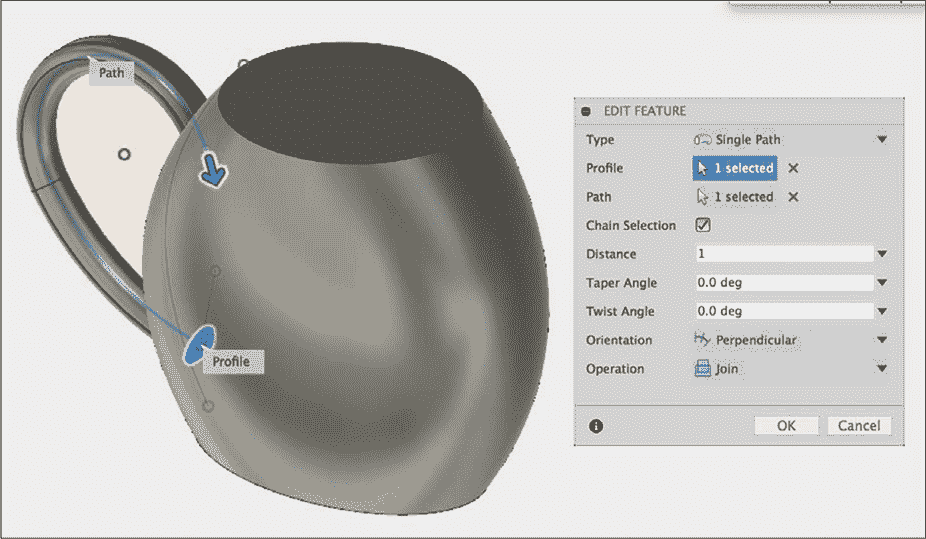 Path
Profile
EDIT FEATURE
Type Single Path
Profile 1 selected
Path 1 selected
Chain Selection
Distance 1
Taper Angle 0.0 deg
Twist Angle 0.0 deg
Orientation Perpendicular
Operation Join
OK Cancel